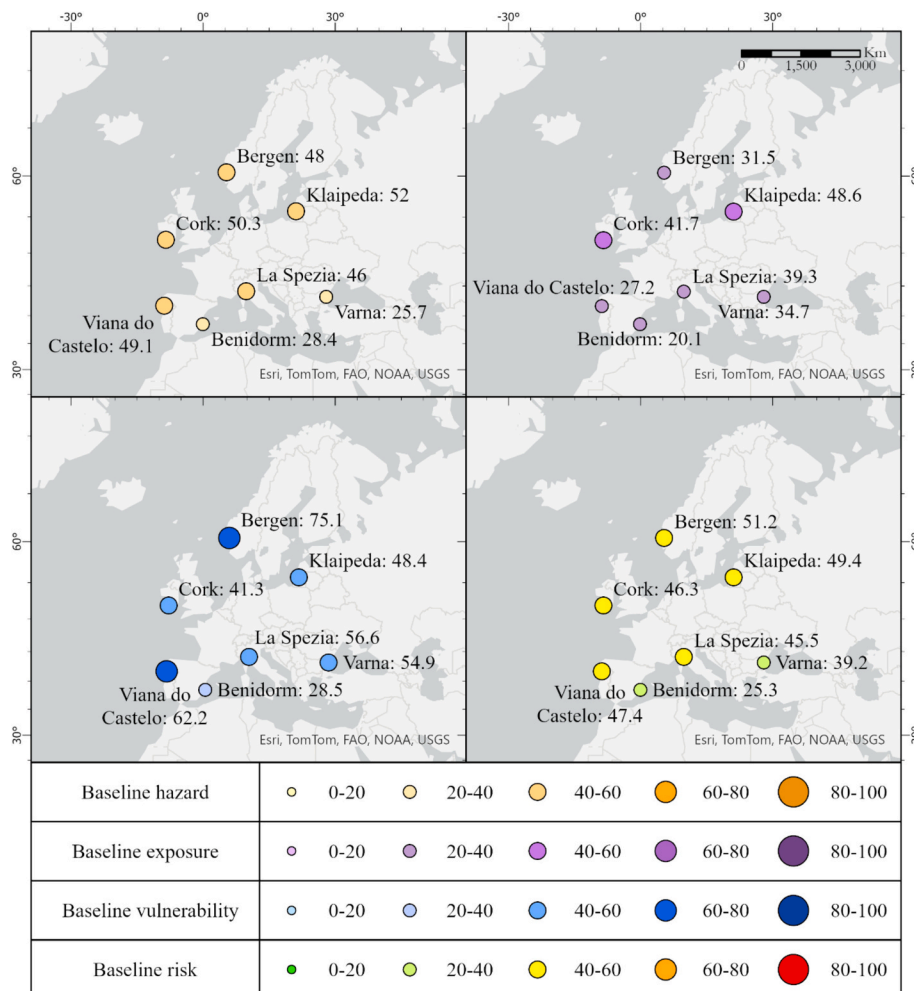 -30° 0° 30° -30° 0° 30°
Km
0 1,500 3,000
60° 60°
Bergen: 48
Klaipeda: 52
Cork: 50.3
La Spezia: 46
Varna: 25.7
Viana do
Castelo: 49.1
Benidorm: 28.4
30°
Esri, TomTom, FAO, NOAA, USGS
Bergen: 31.5
Klaipeda: 48.6
Cork: 41.7
La Spezia: 39.3
Viana do Castelo: 27.2
Varna: 34.7
Benidorm: 20.1
Esri, TomTom, FAO, NOAA, USGS
60° 60°
Bergen: 75.1
Klaipeda: 48.4
Cork: 41.3
La Spezia: 56.6
Varna: 54.9
Viana do
Castelo: 62.2
Benidorm: 28.5
30°
Esri, TomTom, FAO, NOAA, USGS
Bergen: 51.2
Klaipeda: 49.4
Cork: 46.3
La Spezia: 45.5
Varna: 39.2
Viana do
Castelo: 47.4
Benidorm: 25.3
Esri, TomTom, FAO, NOAA, USGS
Baseline hazard 0-20 20-40 40-60 60-80 80-100
Baseline exposure 0-20 20-40 40-60 60-80 80-100
Baseline vulnerability 0-20 20-40 40-60 60-80 80-100
Baseline risk 0-20 20-40 40-60 60-80 80-100